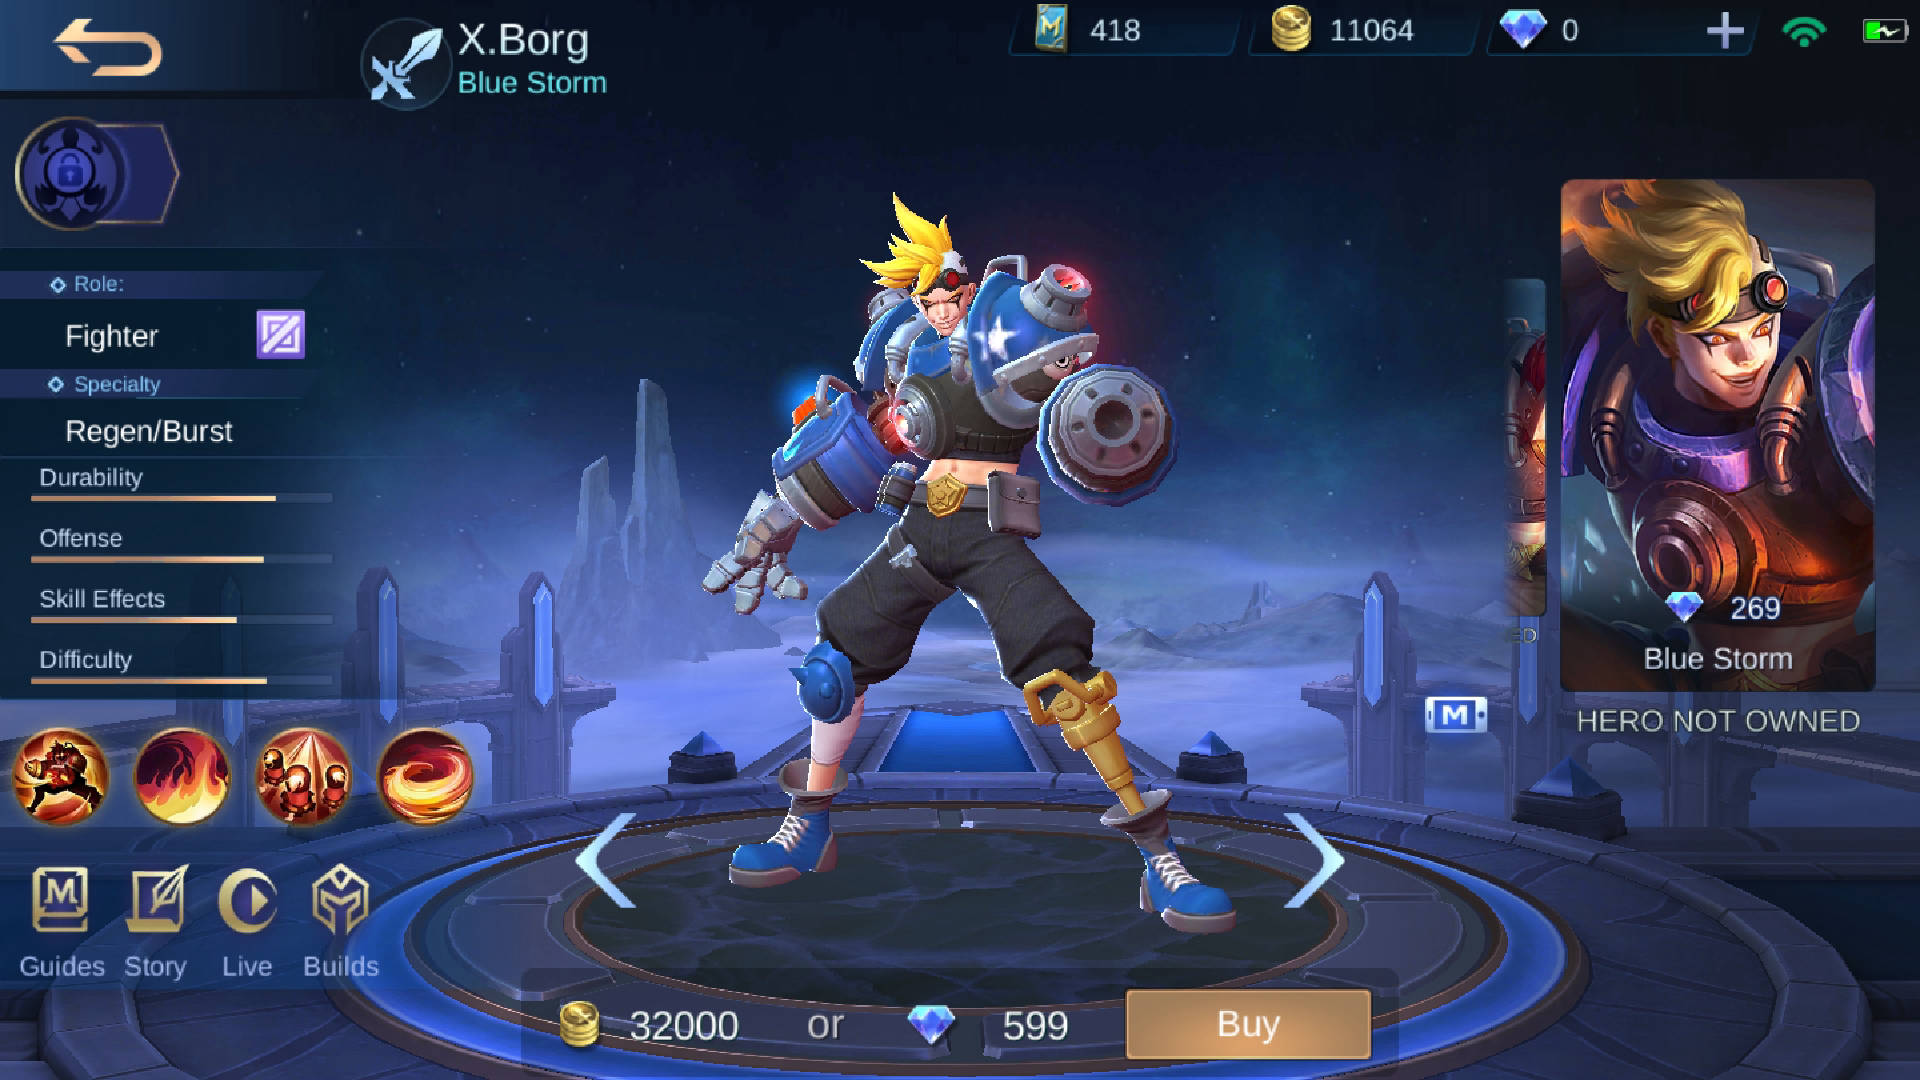 X.Borg
Blue Storm
418
11064
0
Role:
Fighter
Specialty
Regen/Burst
Durability
Offense
Skill Effects
Difficulty
Guides
Story
Live
Builds
32000 or 599
Buy
M
ED
269
Blue Storm
HERO NOT OWNED